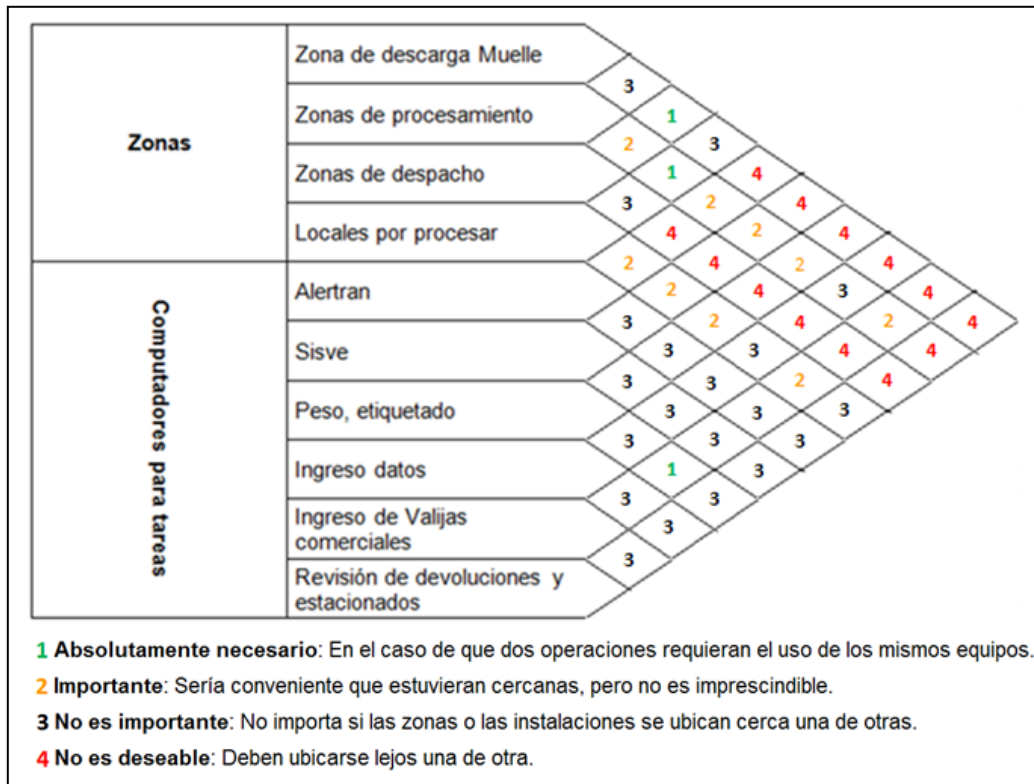 Zonas
Zona de descarga Muelle
Zonas de procesamiento
Zonas de despacho
Locales por procesar
Computadores para tareas
Alertran
Sisve
Peso, etiquetado
Ingreso datos
Ingreso de Valijas
comerciales
Revisión de devoluciones y
estacionados
3
1
2 3
1 4
3 2 4
4 2 4
2 4 2 4
2 4 3 4
3 2 4 2 4
3 3 4 4
3 3 2 4
3 3 3
3 3 3
1 3
3 3
3
3
1 Absolutamente necesario: En el caso de que dos operaciones requieran el uso de los mismos equipos.
2 Importante: Sería conveniente que estuvieran cercanas, pero no es imprescindible.
3 No es importante: No importa si las zonas o las instalaciones se ubican cerca una de otras.
4 No es deseable: Deben ubicarse lejos una de otra.